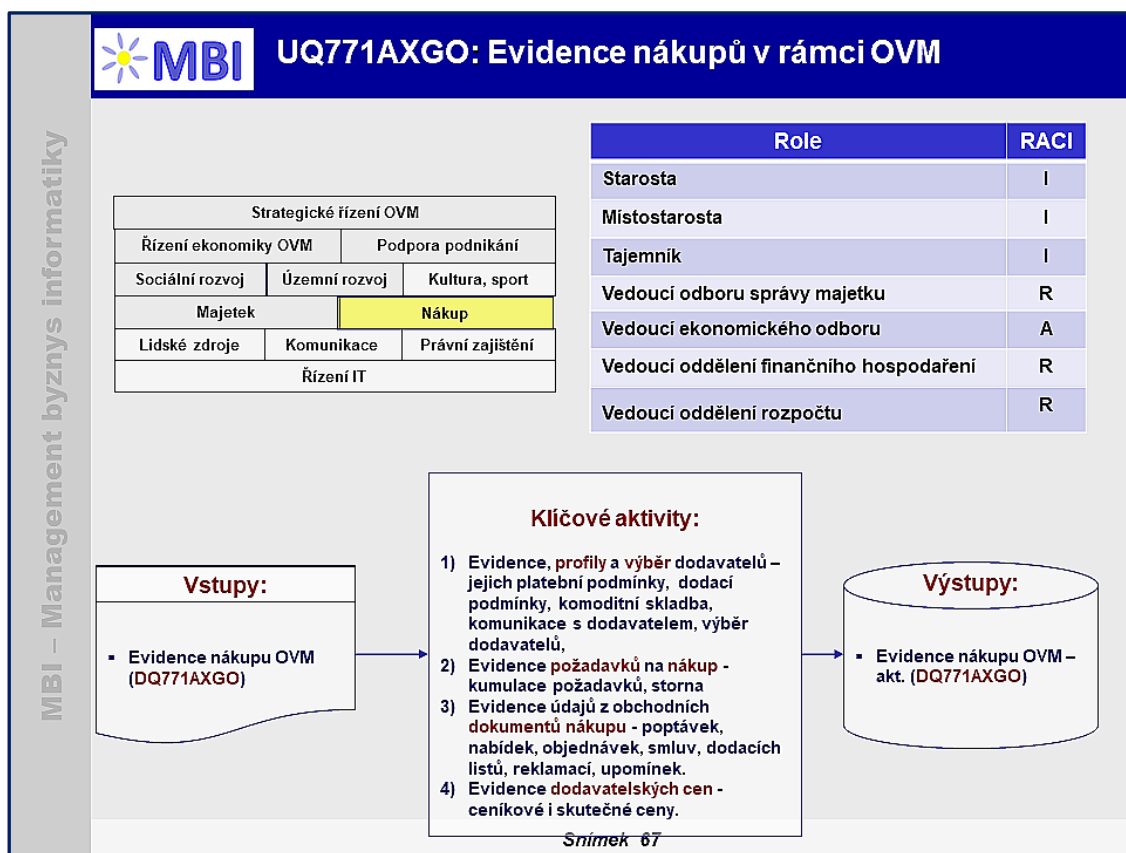 MBI
UQ771AXGO: Evidence nákupů v rámci OVM
MBI – Management byznys informatiky
Strategické řízení OVM
Řízení ekonomiky OVM Podpora podnikání
Sociální rozvoj Územní rozvoj Kultura, sport
Majetek Nákup
Lidské zdroje Komunikace Právní zajištění
Řízení IT
Role RACI
Starosta I
Místostarosta I
Tajemník I
Vedoucí odboru správy majetku R
Vedoucí ekonomického odboru A
Vedoucí oddělení finančního hospodaření R
Vedoucí oddělení rozpočtu R
Vstupy:
▪ Evidence nákupu OVM
(DQ771AXGO)
Klíčové aktivity:
1) Evidence, profily a výběr dodavatelů –
jejich platební podmínky, dodací
podmínky, komoditní skladba,
komunikace s dodavatelem, výběr
dodavatelů,
2) Evidence požadavků na nákup -
kumulace požadavků, storna
3) Evidence údajů z obchodních
dokumentů nákupu - poptávek,
nabídek, objednávek, smluv, dodacích
listů, reklamací, upomínek.
4) Evidence dodavatelských cen -
ceníkové i skutečné ceny.
Výstupy:
▪ Evidence nákupu OVM –
akt. (DQ771AXGO)
Snímek 67